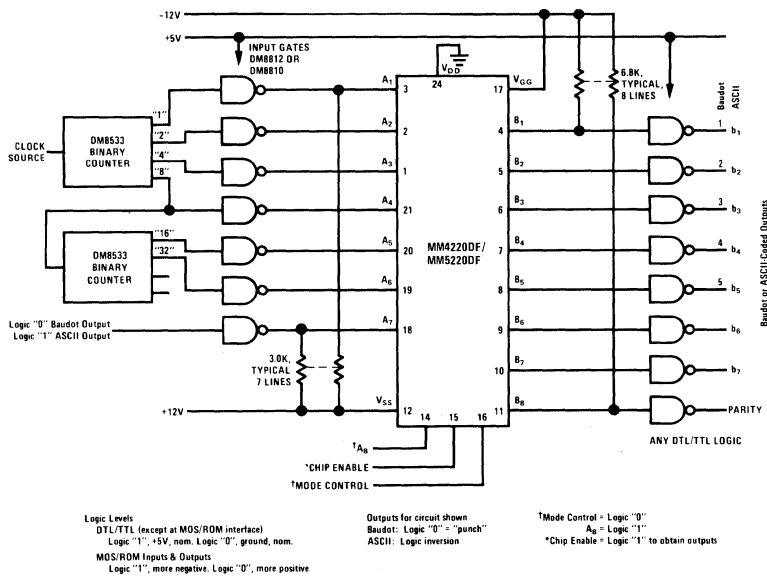 -12V
+5V
INPUT GATES
DM8812 OR
DM8810
VDD
24
A1
3
VGG
17
6.8K,
TYPICAL,
8 LINES
Baudot
ASCII
CLOCK
SOURCE
DM8533
BINARY
COUNTER
"1"
"2"
"4"
"8"
A2
2
A3
1
A4
21
DM8533
BINARY
COUNTER
"16"
"32"
A5
20
A6
19
Logic "0" Baudot Output
Logic "1" ASCII Output
A7
18
3.0K,
TYPICAL
7 LINES
+12V
VSS
12
MM4220DF/
MM5220DF
4
B1
1
b1
5
B2
2
b2
6
B3
3
b3
7
B4
4
b4
8
B5
5
b5
9
B6
b6
10
B7
b7
11
B8
PARITY
Baudot or ASCII-Coded Outputs
ANY DTL/TTL LOGIC
14
15
16
†A8
*CHIP ENABLE
†MODE CONTROL
Logic Levels
DTL/TTL (except at MOS/ROM interface)
Logic "1", +5V, nom. Logic "0", ground, nom.
MOS/ROM Inputs & Outputs
Logic "1", more negative. Logic "0", more positive
Outputs for circuit shown
Baudot: Logic "0" = "punch"
ASCII: Logic inversion
†Mode Control = Logic "0"
A8 = Logic "1"
*Chip Enable = Logic "1" to obtain outputs